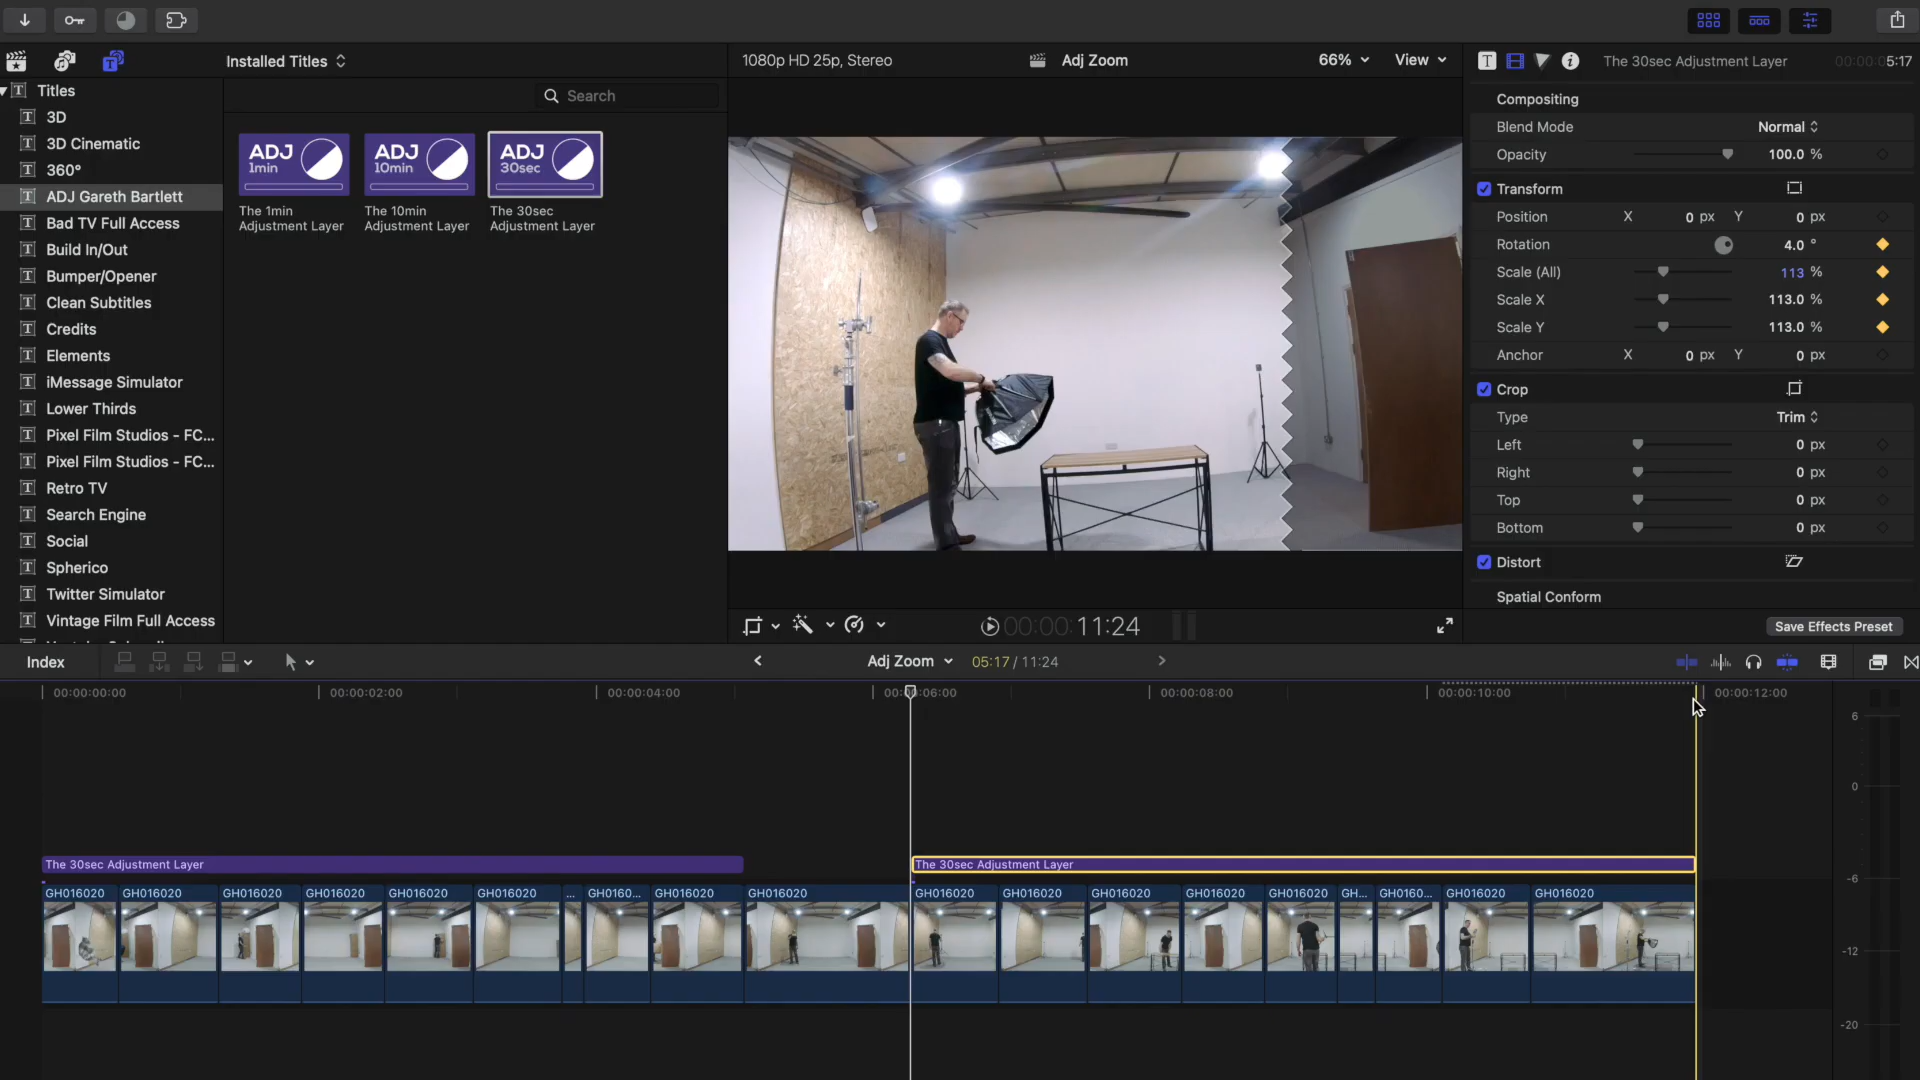 Installed Titles
1080p HD 25p, Stereo
Adj Zoom
66%
View
The 30sec Adjustment Layer
00:00:05:17
Titles
3D
3D Cinematic
360°
ADJ Gareth Bartlett
Bad TV Full Access
Build In/Out
Bumper/Opener
Clean Subtitles
Credits
Elements
iMessage Simulator
Lower Thirds
Pixel Film Studios - FC...
Pixel Film Studios - FC...
Retro TV
Search Engine
Social
Spherico
Twitter Simulator
Vintage Film Full Access
Search
ADJ
1min
The 1min
Adjustment Layer
ADJ
10min
The 10min
Adjustment Layer
ADJ
30sec
The 30sec
Adjustment Layer
Compositing
Blend Mode Normal
Opacity 100.0 %
Transform
Position X 0 px Y 0 px
Rotation 4.0 °
Scale (All) 113 %
Scale X 113.0 %
Scale Y 113.0 %
Anchor X 0 px Y 0 px
Crop
Type Trim
Left 0 px
Right 0 px
Top 0 px
Bottom 0 px
Distort
Spatial Conform
Save Effects Preset
00:00:11:24
Index
Adj Zoom
05:17 / 11:24
00:00:00:00
00:00:02:00
00:00:04:00
00:00:06:00
00:00:08:00
00:00:10:00
00:00:12:00
The 30sec Adjustment Layer
The 30sec Adjustment Layer
GH016020
GH016020
GH016020
GH016020
GH016020
GH016020
...
GH0160...
GH016020
GH016020
GH016020
GH016020
GH016020
GH016020
GH016020
GH...
GH0160...
GH016020
GH016020
6
0
-6
-12
-20